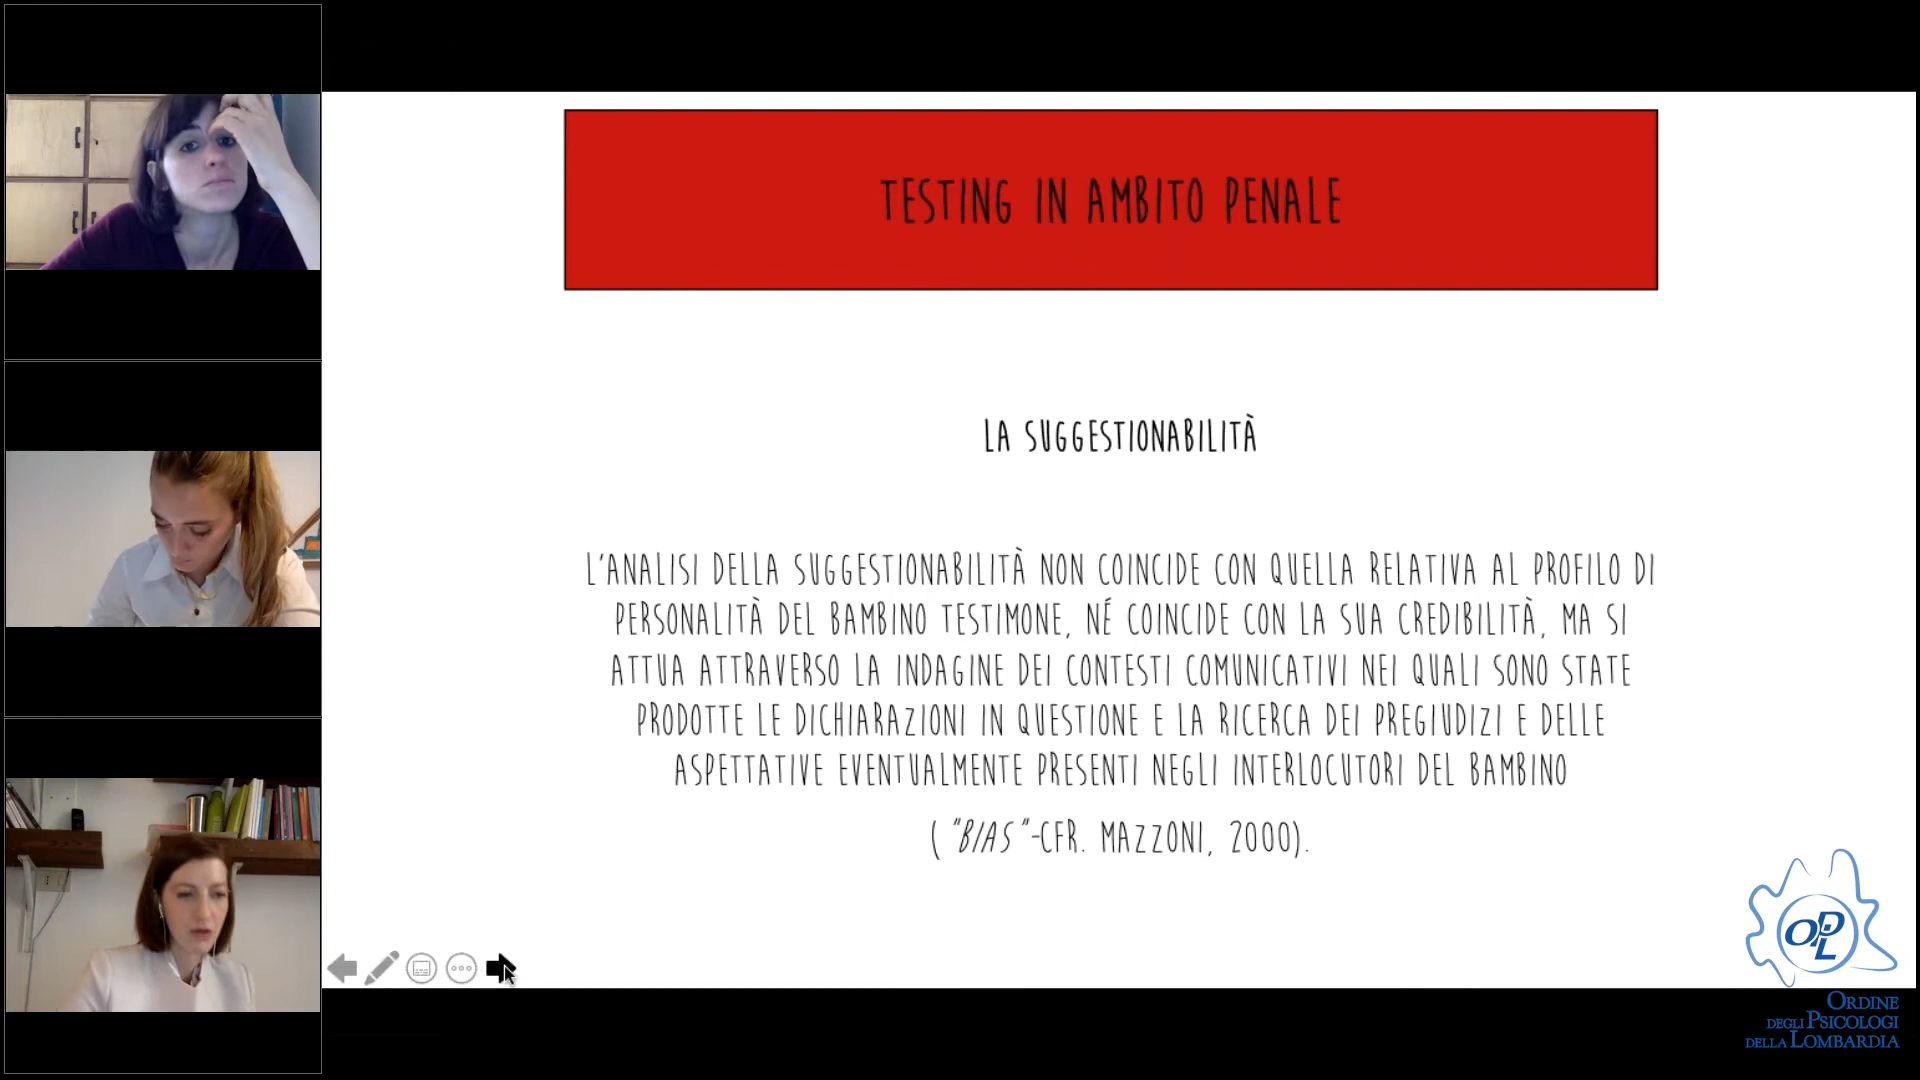 TESTING IN AMBITO PENALE
LA SUGGESTIONABILITÀ
L'ANALISI DELLA SUGGESTIONABILITÀ NON COINCIDE CON QUELLA RELATIVA AL PROFILO DI
PERSONALITÀ DEL BAMBINO TESTIMONE, NÉ COINCIDE CON LA SUA CREDIBILITÀ, MA SI
ATTUA ATTRAVERSO LA INDAGINE DEI CONTESTI COMUNICATIVI NEI QUALI SONO STATE
PRODOTTE LE DICHIARAZIONI IN QUESTIONE E LA RICERCA DEI PREGIUDIZI E DELLE
ASPETTATIVE EVENTUALMENTE PRESENTI NEGLI INTERLOCUTORI DEL BAMBINO
( "BIAS"-CFR. MAZZONI, 2000).
OPL
ORDINE
DEGLI PSICOLOGI
DELLA LOMBARDIA